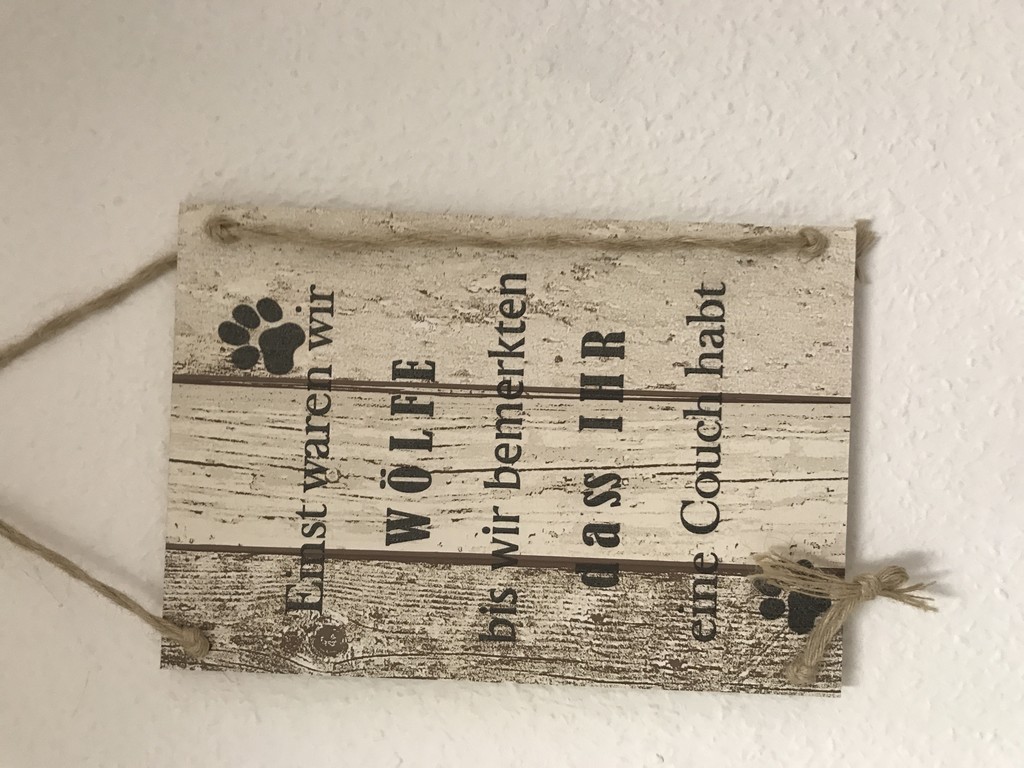 Einst waren wir
WÖLFE
bis wir bemerkten
dass IHR
eine Couch habt